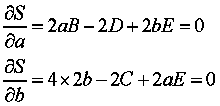 ∂S/∂a = 2aB − 2D + 2bE = 0
∂S/∂b = 4 × 2b − 2C + 2aE = 0